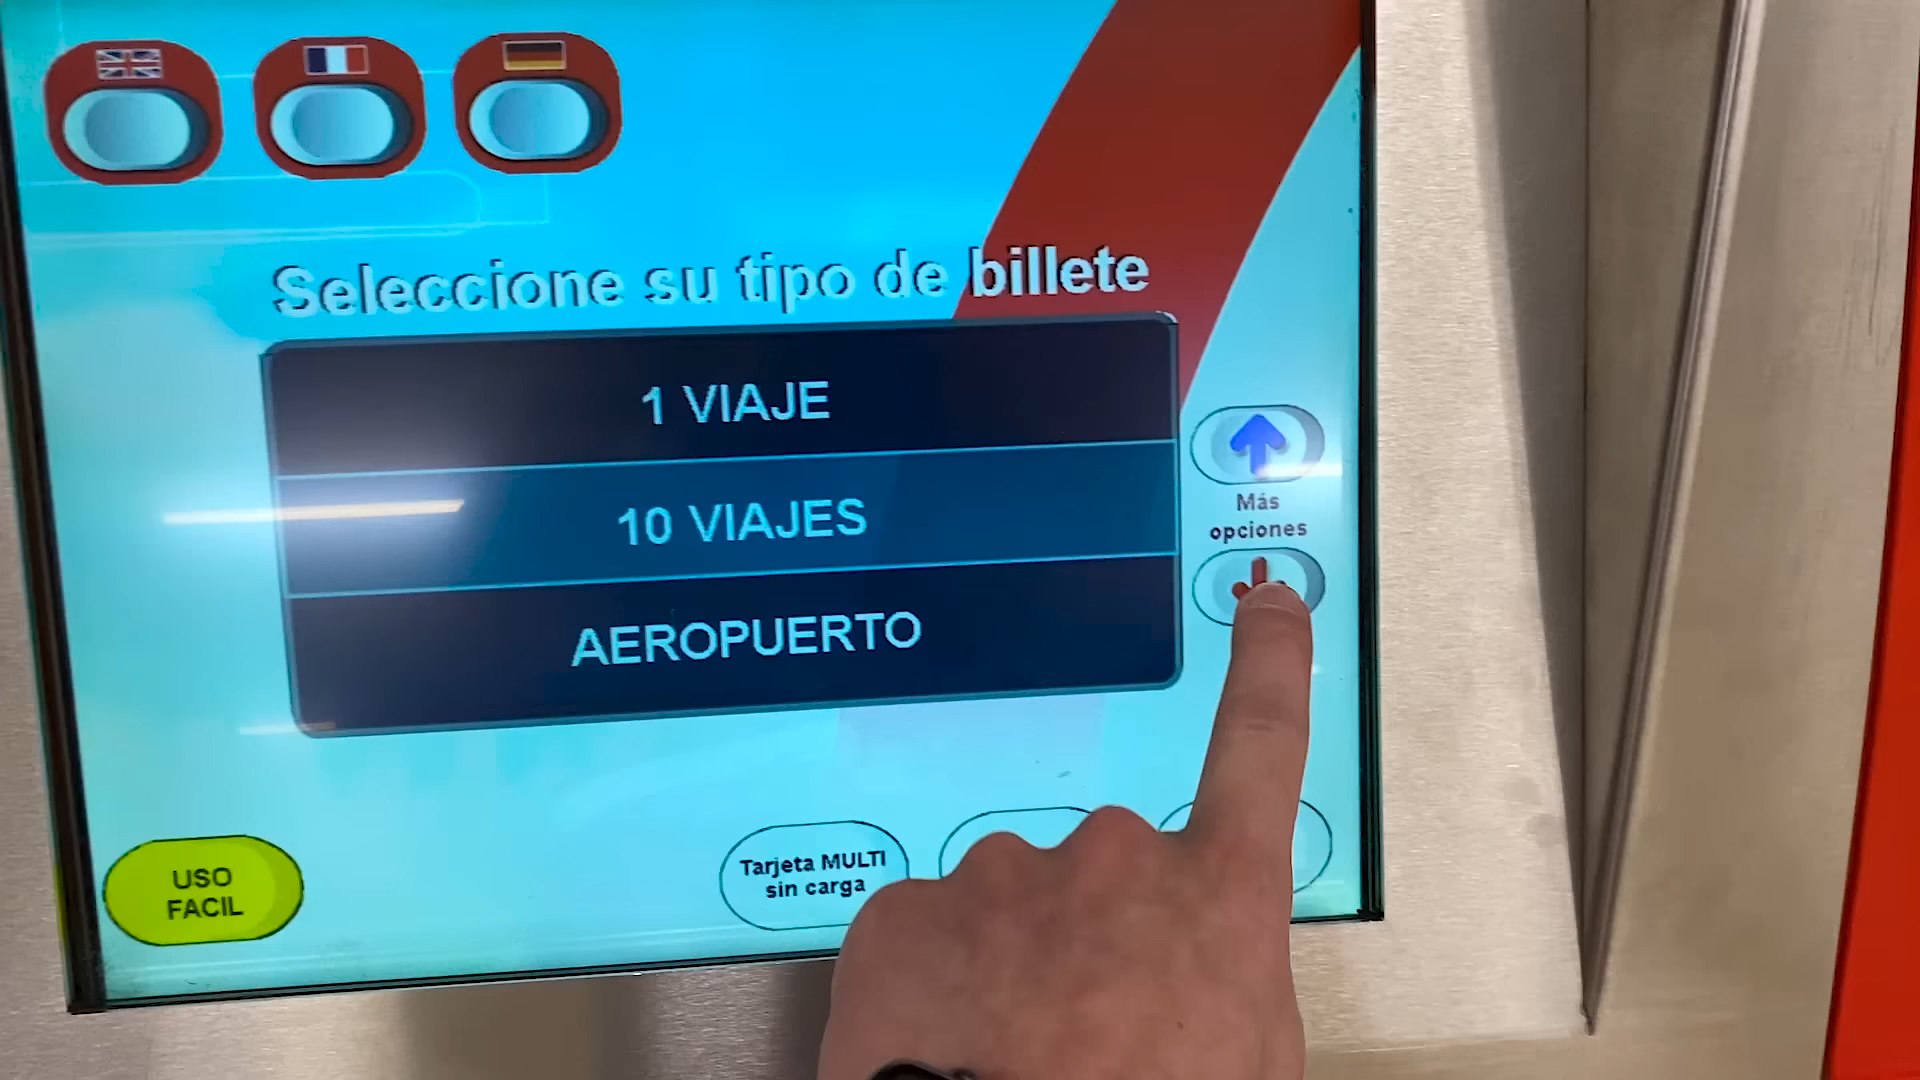 Seleccione su tipo de billete
1 VIAJE
10 VIAJES
AEROPUERTO
Más
opciones
USO
FACIL
Tarjeta MULTI
sin carga